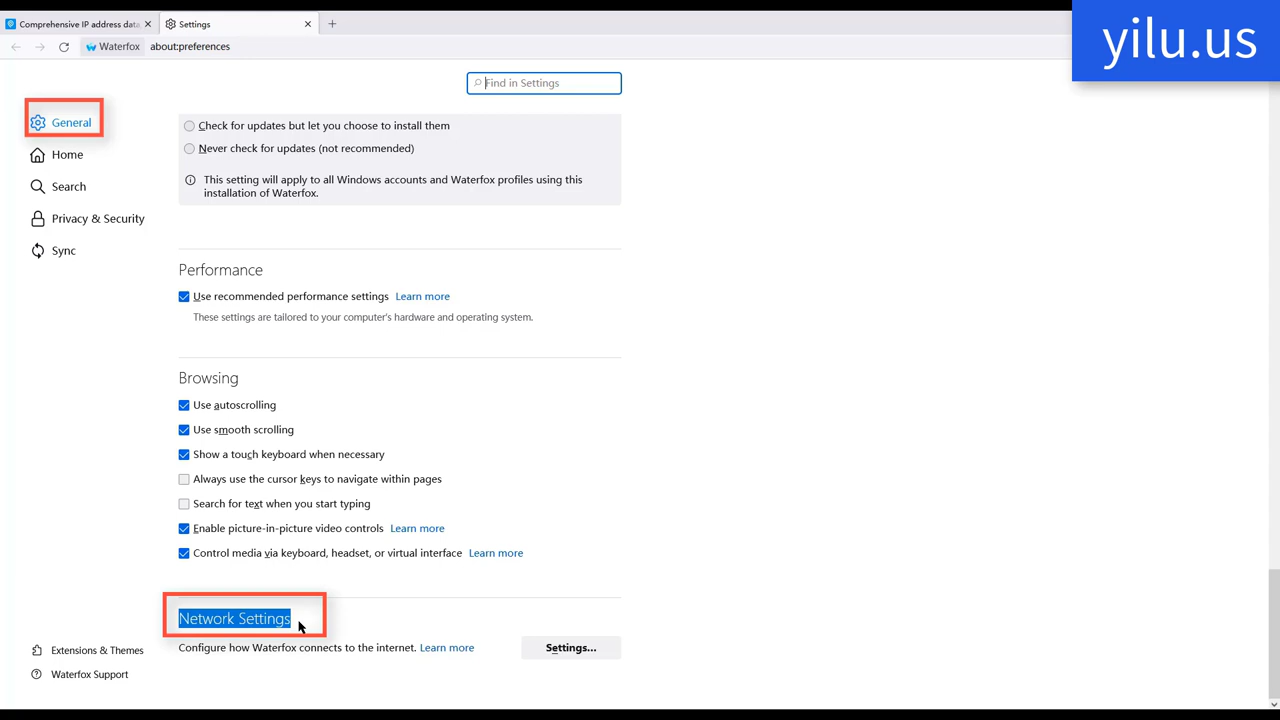 Comprehensive IP address data,
Settings
yilu.us
Waterfox
about:preferences
Find in Settings
General
Home
Search
Privacy & Security
Sync
Check for updates but let you choose to install them
Never check for updates (not recommended)
This setting will apply to all Windows accounts and Waterfox profiles using this
installation of Waterfox.
Performance
Use recommended performance settings Learn more
These settings are tailored to your computer's hardware and operating system.
Browsing
Use autoscrolling
Use smooth scrolling
Show a touch keyboard when necessary
Always use the cursor keys to navigate within pages
Search for text when you start typing
Enable picture-in-picture video controls Learn more
Control media via keyboard, headset, or virtual interface Learn more
Network Settings
Configure how Waterfox connects to the internet. Learn more
Settings...
Extensions & Themes
Waterfox Support